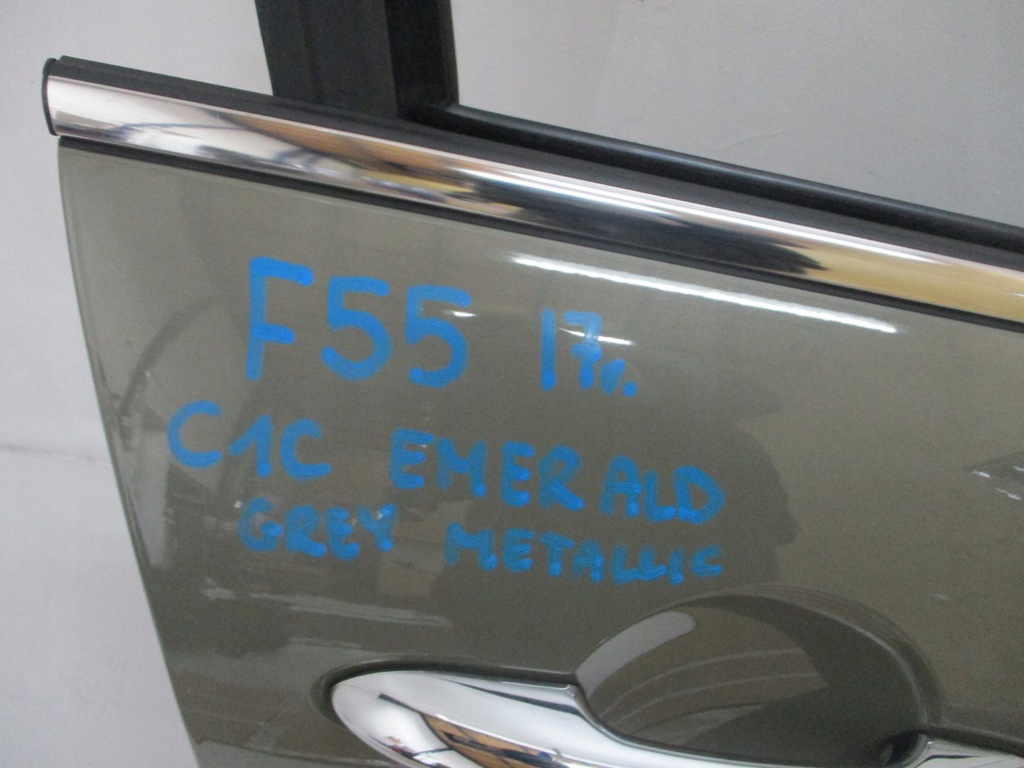 F55 17r.
C1C EMERALD
GREY METALLIC